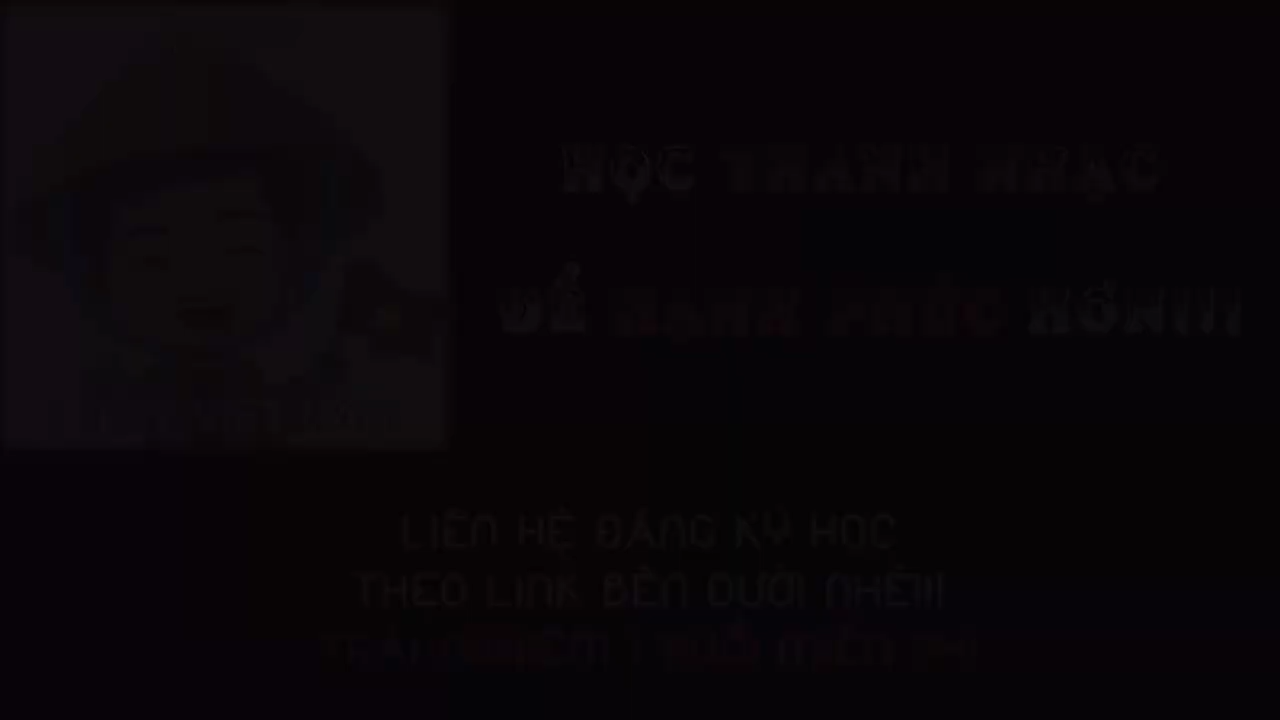 HỌC THANH NHẠC
ĐỂ HẠNH PHÚC HƠN!!!
LIÊN HỆ ĐĂNG KÝ HỌC
THEO LINK BÊN DƯỚI NHÉ!!!
TRẢI NGHIỆM 1 BUỔI MIỄN PHÍ